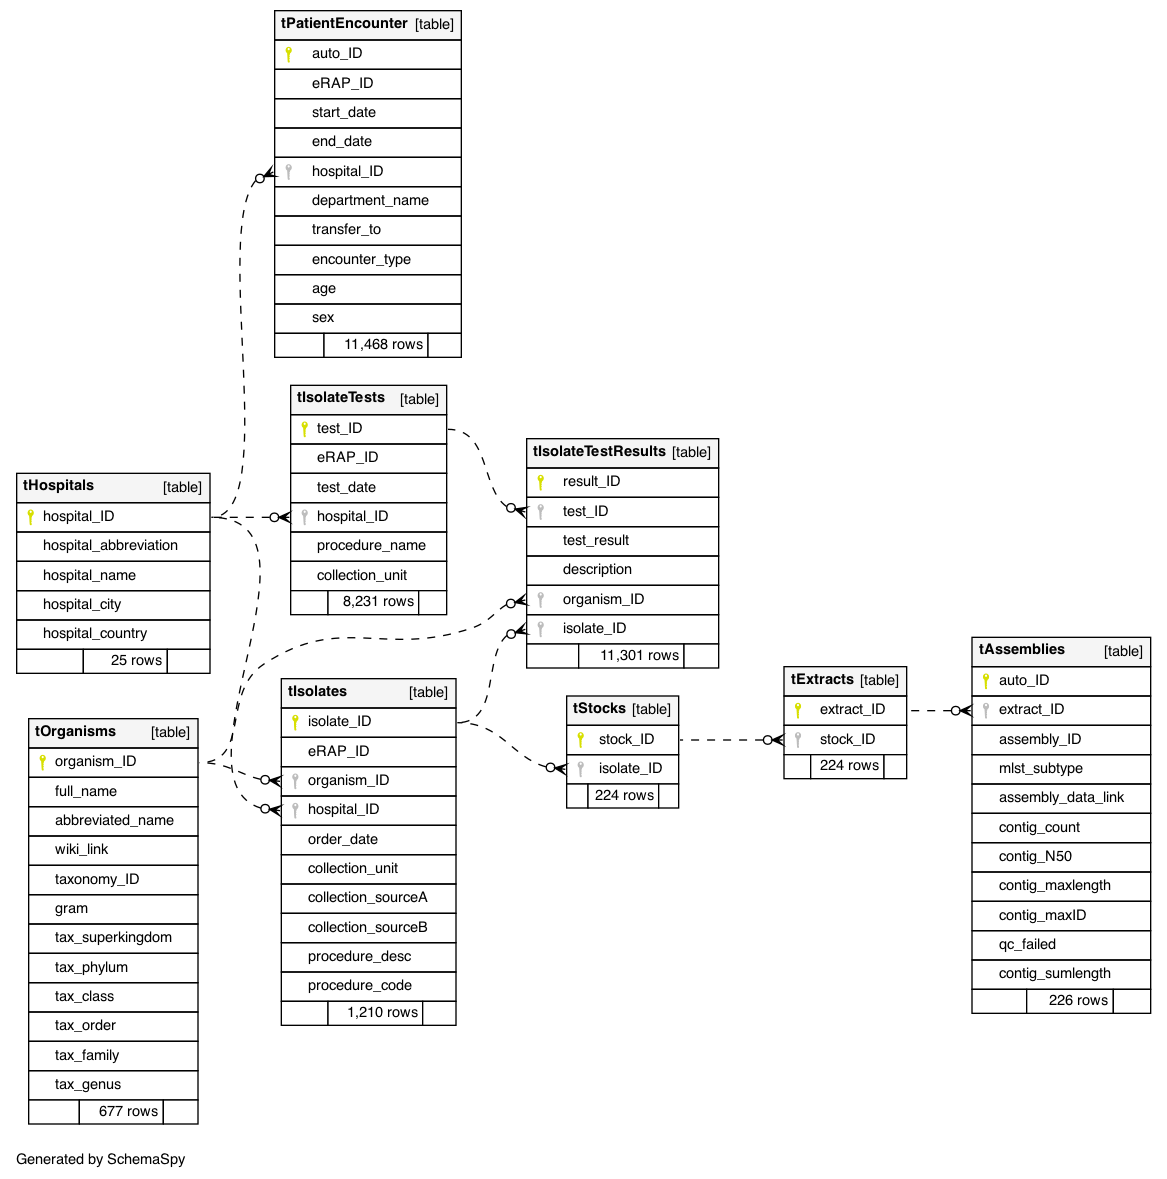 tPatientEncounter [table]
auto_ID
eRAP_ID
start_date
end_date
hospital_ID
department_name
transfer_to
encounter_type
age
sex
11,468 rows
tIsolateTests [table]
test_ID
eRAP_ID
test_date
hospital_ID
procedure_name
collection_unit
8,231 rows
tIsolateTestResults [table]
result_ID
test_ID
test_result
description
organism_ID
isolate_ID
11,301 rows
tHospitals [table]
hospital_ID
hospital_abbreviation
hospital_name
hospital_city
hospital_country
25 rows
tOrganisms [table]
organism_ID
full_name
abbreviated_name
wiki_link
taxonomy_ID
gram
tax_superkingdom
tax_phylum
tax_class
tax_order
tax_family
tax_genus
677 rows
tIsolates [table]
isolate_ID
eRAP_ID
organism_ID
hospital_ID
order_date
collection_unit
collection_sourceA
collection_sourceB
procedure_desc
procedure_code
1,210 rows
tStocks [table]
stock_ID
isolate_ID
224 rows
tExtracts [table]
extract_ID
stock_ID
224 rows
tAssemblies [table]
auto_ID
extract_ID
assembly_ID
mlst_subtype
assembly_data_link
contig_count
contig_N50
contig_maxlength
contig_maxID
qc_failed
contig_sumlength
226 rows
Generated by SchemaSpy